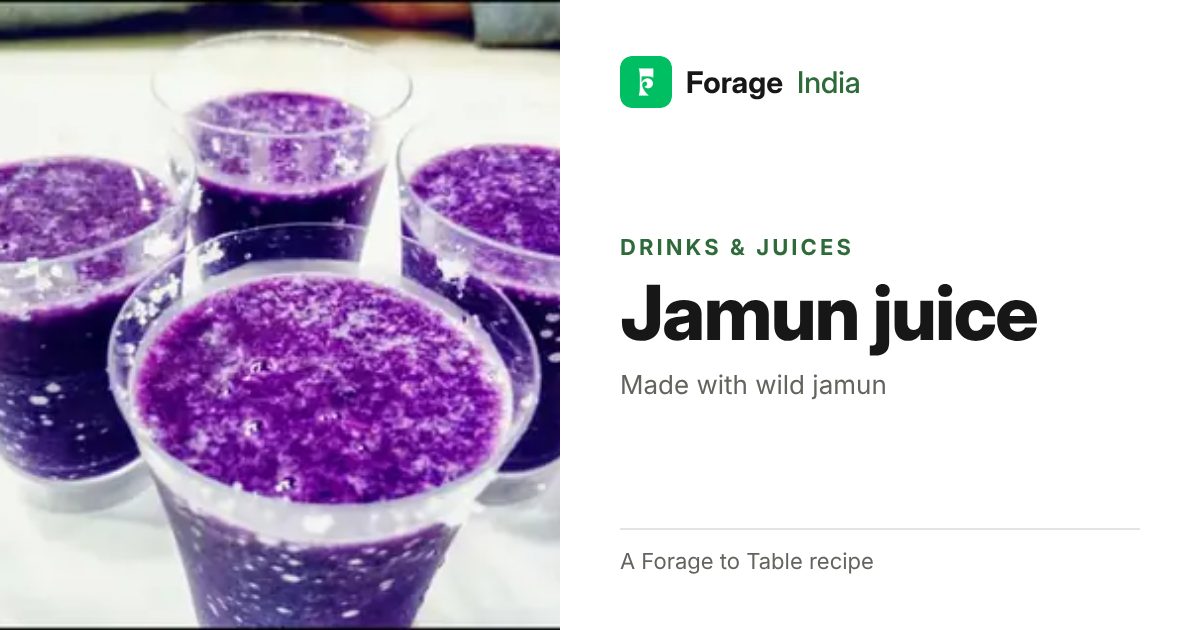 Forage India
DRINKS & JUICES
Jamun juice
Made with wild jamun
A Forage to Table recipe